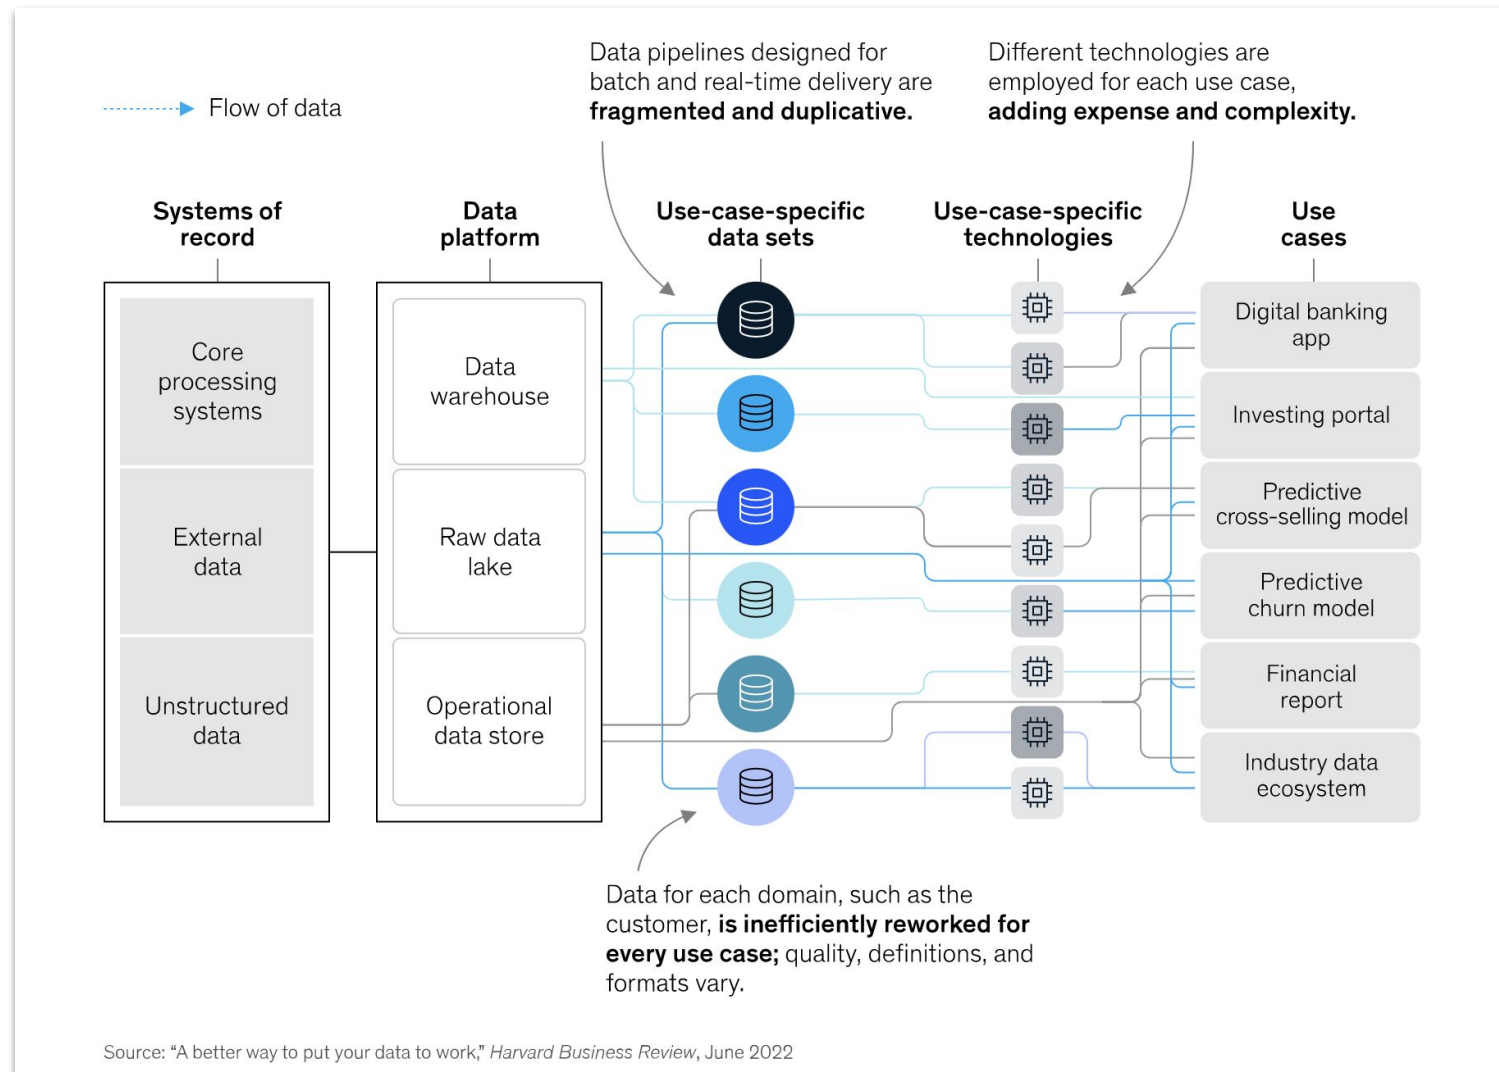 Flow of data
Data pipelines designed for
batch and real-time delivery are
fragmented and duplicative.
Different technologies are
employed for each use case,
adding expense and complexity.
Systems of
record
Data
platform
Use-case-specific
data sets
Use-case-specific
technologies
Use
cases
Core
processing
systems
External
data
Unstructured
data
Data
warehouse
Raw data
lake
Operational
data store
Digital banking
app
Investing portal
Predictive
cross-selling model
Predictive
churn model
Financial
report
Industry data
ecosystem
Data for each domain, such as the
customer, is inefficiently reworked for
every use case; quality, definitions, and
formats vary.
Source: “A better way to put your data to work,” Harvard Business Review, June 2022